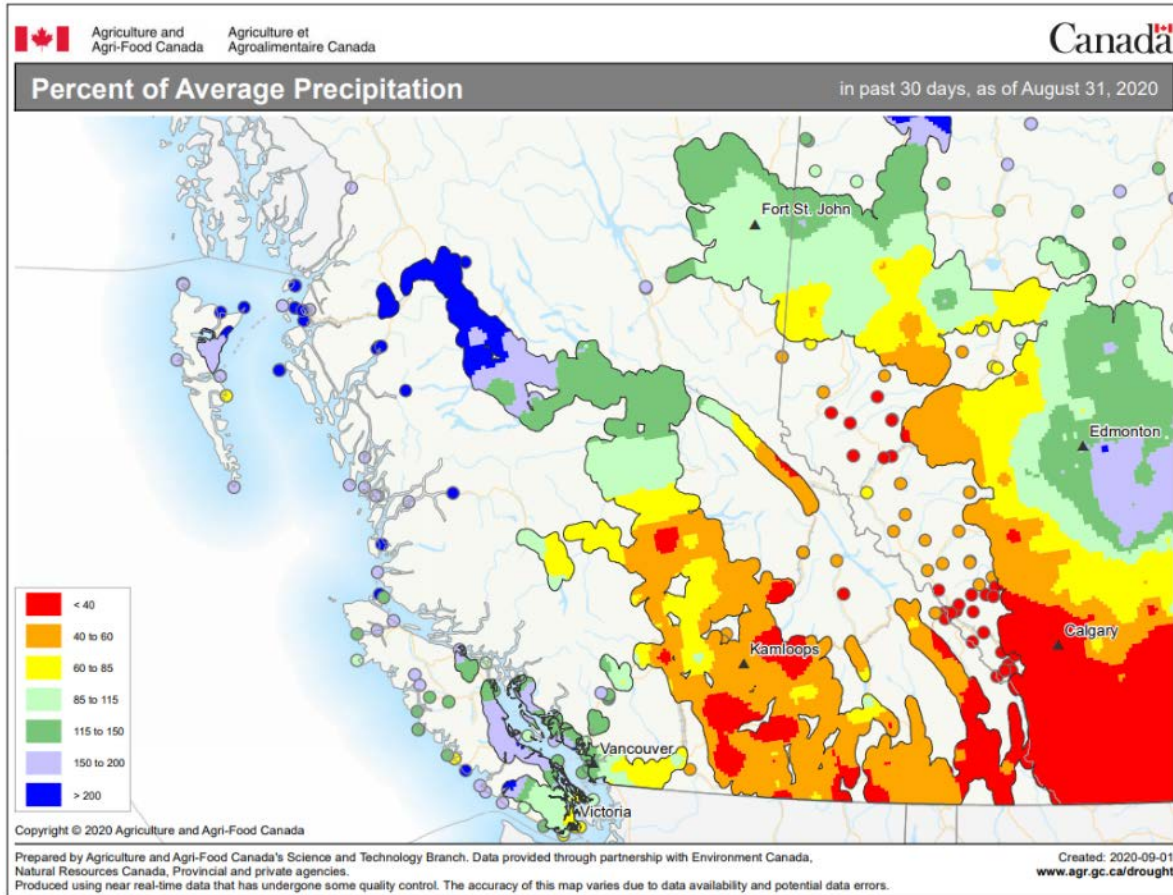 Agriculture and
Agri-Food Canada
Agriculture et
Agroalimentaire Canada
Canada
Percent of Average Precipitation
in past 30 days, as of August 31, 2020
Fort St. John
Edmonton
Calgary
Kamloops
Vancouver
Victoria
< 40
40 to 60
60 to 85
85 to 115
115 to 150
150 to 200
> 200
Copyright © 2020 Agriculture and Agri-Food Canada
Prepared by Agriculture and Agri-Food Canada's Science and Technology Branch. Data provided through partnership with Environment Canada,
Natural Resources Canada, Provincial and private agencies.
Produced using near real-time data that has undergone some quality control. The accuracy of this map varies due to data availability and potential data errors.
Created: 2020-09-01
www.agr.gc.ca/drought